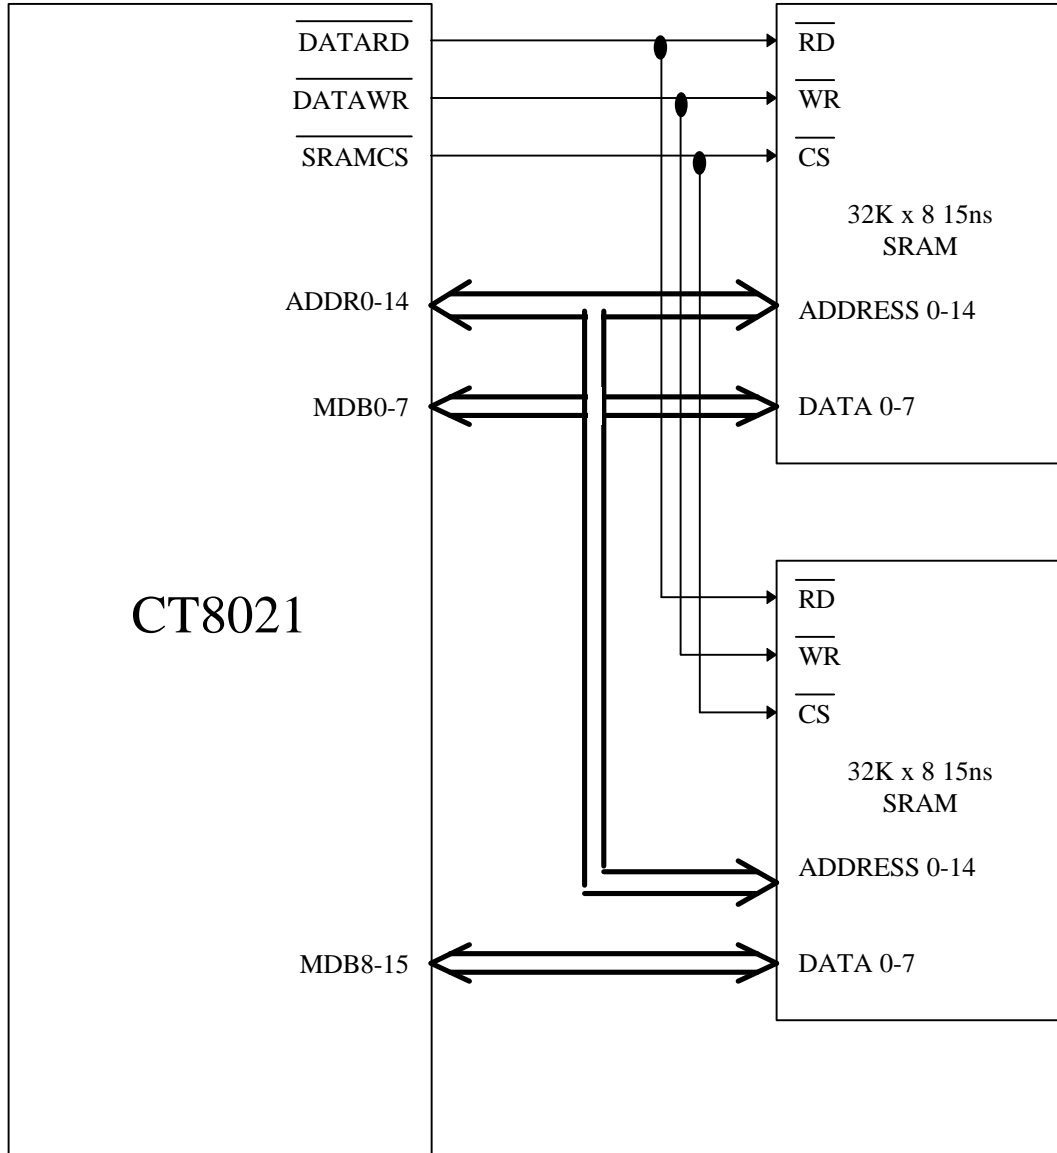 DATARD
DATAWR
SRAMCS
ADDR0-14
MDB0-7
CT8021
MDB8-15
RD
WR
CS
32K x 8 15ns
SRAM
ADDRESS 0-14
DATA 0-7
RD
WR
CS
32K x 8 15ns
SRAM
ADDRESS 0-14
DATA 0-7